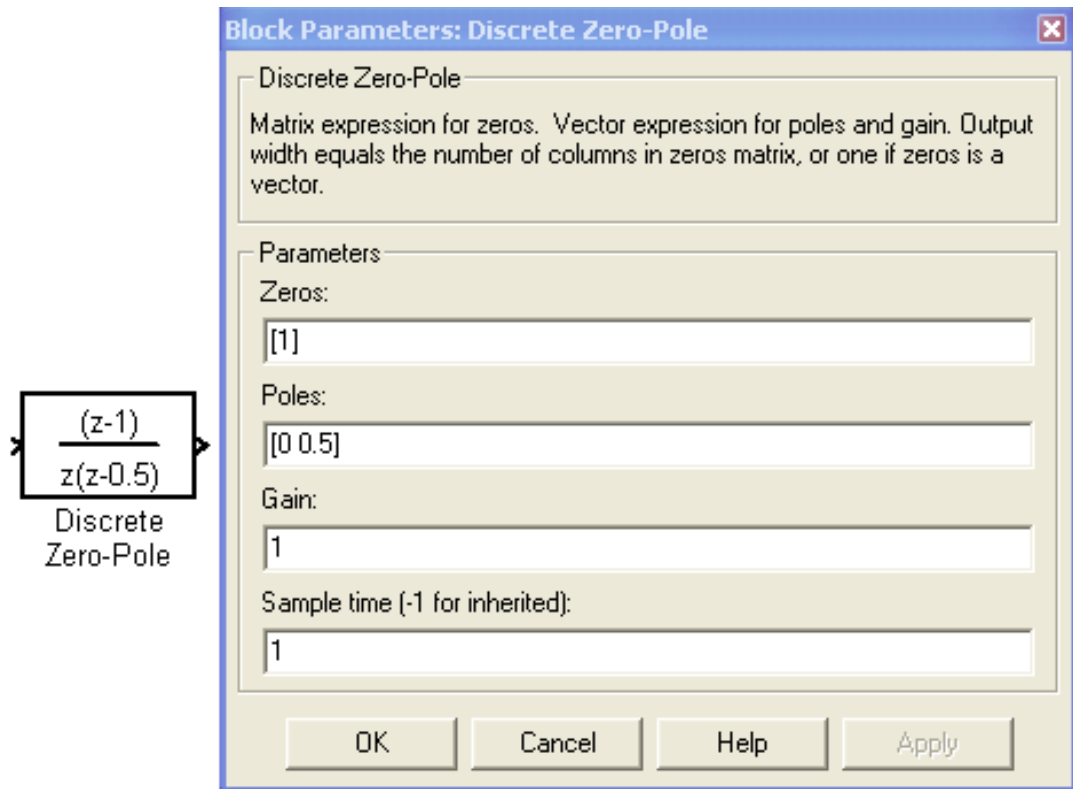 (z-1)
z(z-0.5)
Discrete
Zero-Pole
Block Parameters: Discrete Zero-Pole
Discrete Zero-Pole
Matrix expression for zeros.  Vector expression for poles and gain. Output
width equals the number of columns in zeros matrix, or one if zeros is a
vector.
Parameters
Zeros:
[1]
Poles:
[0 0.5]
Gain:
1
Sample time (-1 for inherited):
1
OK Cancel Help Apply